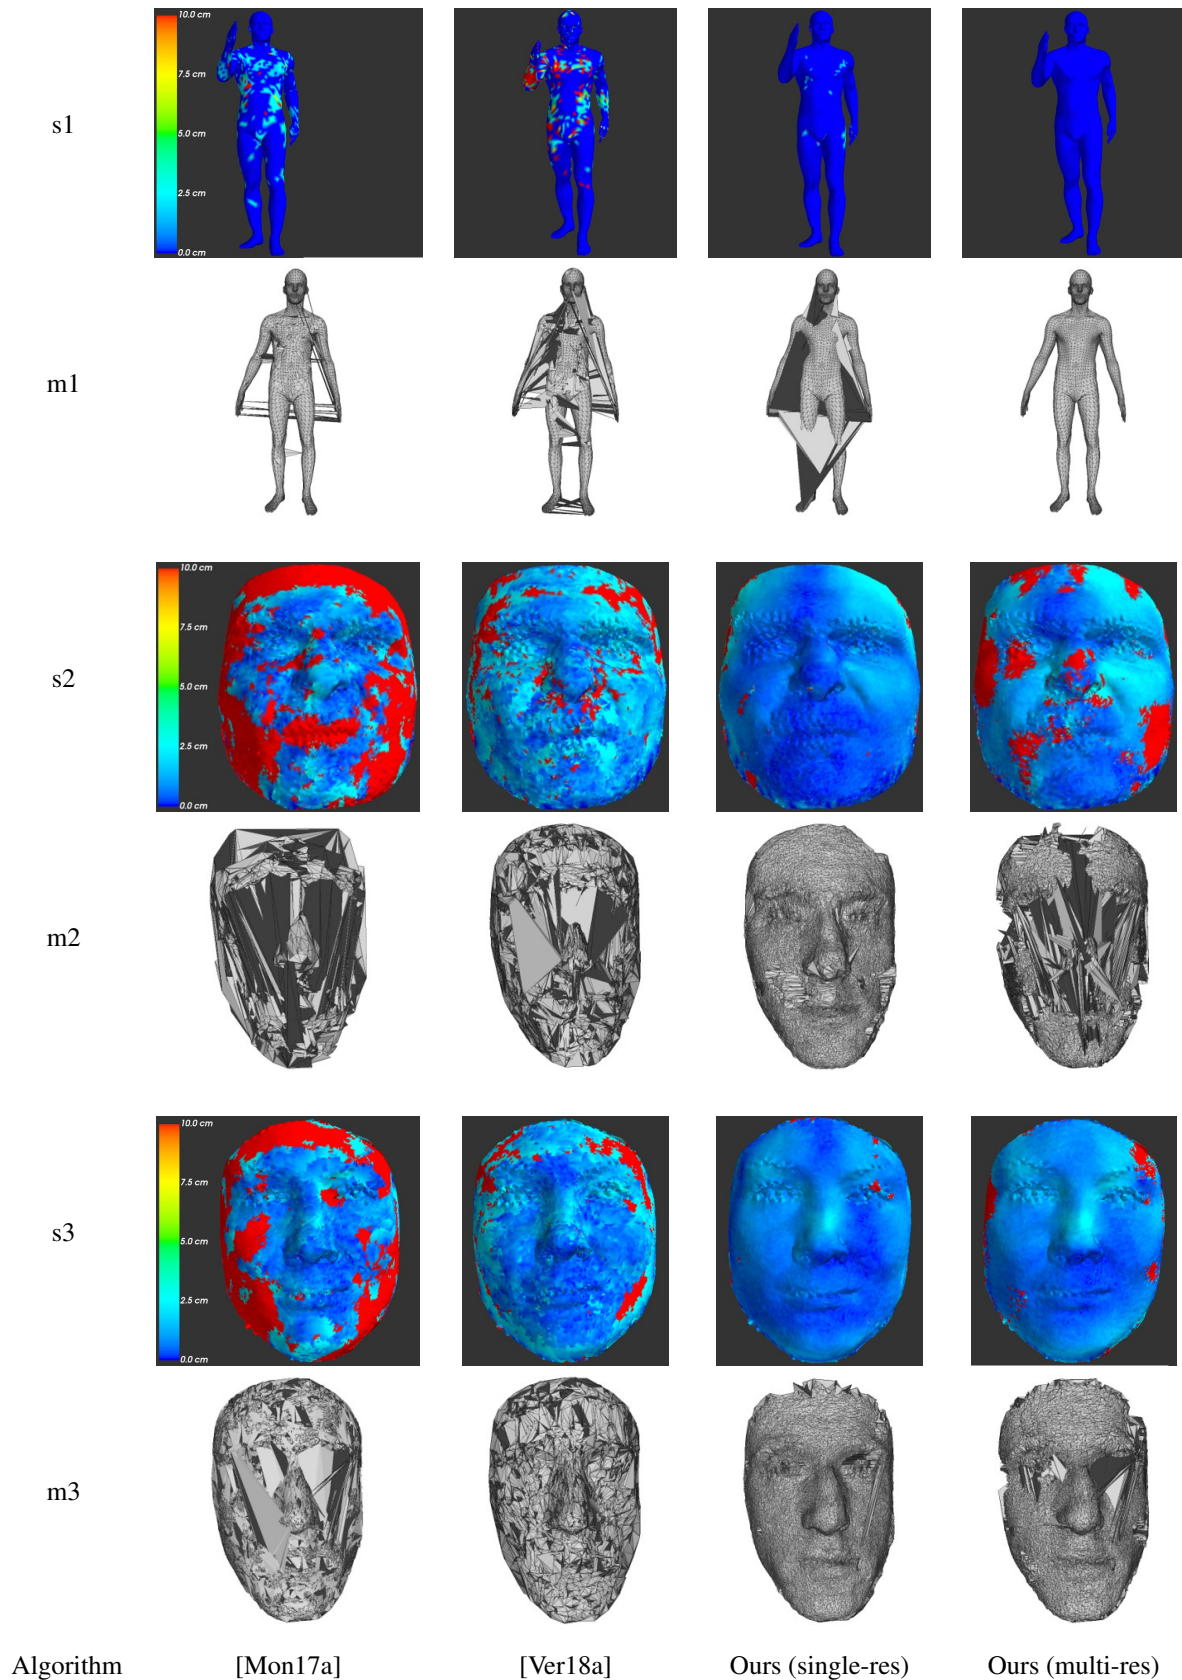 10.0 cm
7.5 cm
5.0 cm
2.5 cm
0.0 cm
s1
m1
10.0 cm
7.5 cm
5.0 cm
2.5 cm
0.0 cm
s2
m2
10.0 cm
7.5 cm
5.0 cm
2.5 cm
0.0 cm
s3
m3
Algorithm [Mon17a] [Ver18a] Ours (single-res) Ours (multi-res)